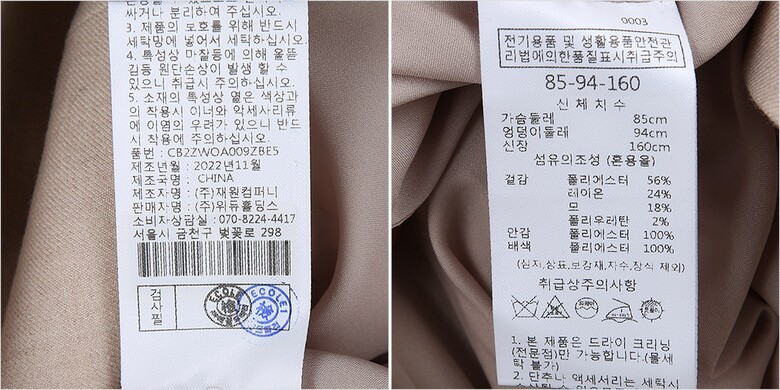 싸거나 분리하여 주십시오.
3. 제품의 보호를 위해 반드시
세탁망에 넣어서 세탁하십시오.
4. 특성상 마찰등에 의해 올뜯
김등 원단손상이 발생 할 수
있으니 취급시 주의하십시오.
5. 소재의 특성상 옅은 색상과
의 착용시 이너와 악세사리류
에 이염의 우려가 있으니 반드
시 착용에 주의하십시오.
품번 : CB2ZWOA009ZBE5
제조년월 : 2022년11월
제조국명 : CHINA
제조자명 : (주)재원컴퍼니
판매자명 : (주)위듀홀딩스
소비자상담실 : 070-8224-4417
서울시 금천구 벚꽃로 298
검사필
ECOLEI
ECOLEI
0003
전기용품 및 생활용품안전관
리법에의한품질표시취급주의
85-94-160
신체치수
가슴둘레 85cm
엉덩이둘레 94cm
신장 160cm
섬유의조성 (혼용율)
겉감 폴리에스터 56%
레이온 24%
모 18%
폴리우레탄 2%
안감 폴리에스터 100%
배색 폴리에스터 100%
(심지,상표,보강재,자수,장식 제외)
취급상주의사항
1. 본 제품은 드라이 크리닝
(전문점)만 가능합니다.(물세
탁 불가)
2. 단추나 액세서리는 세탁시